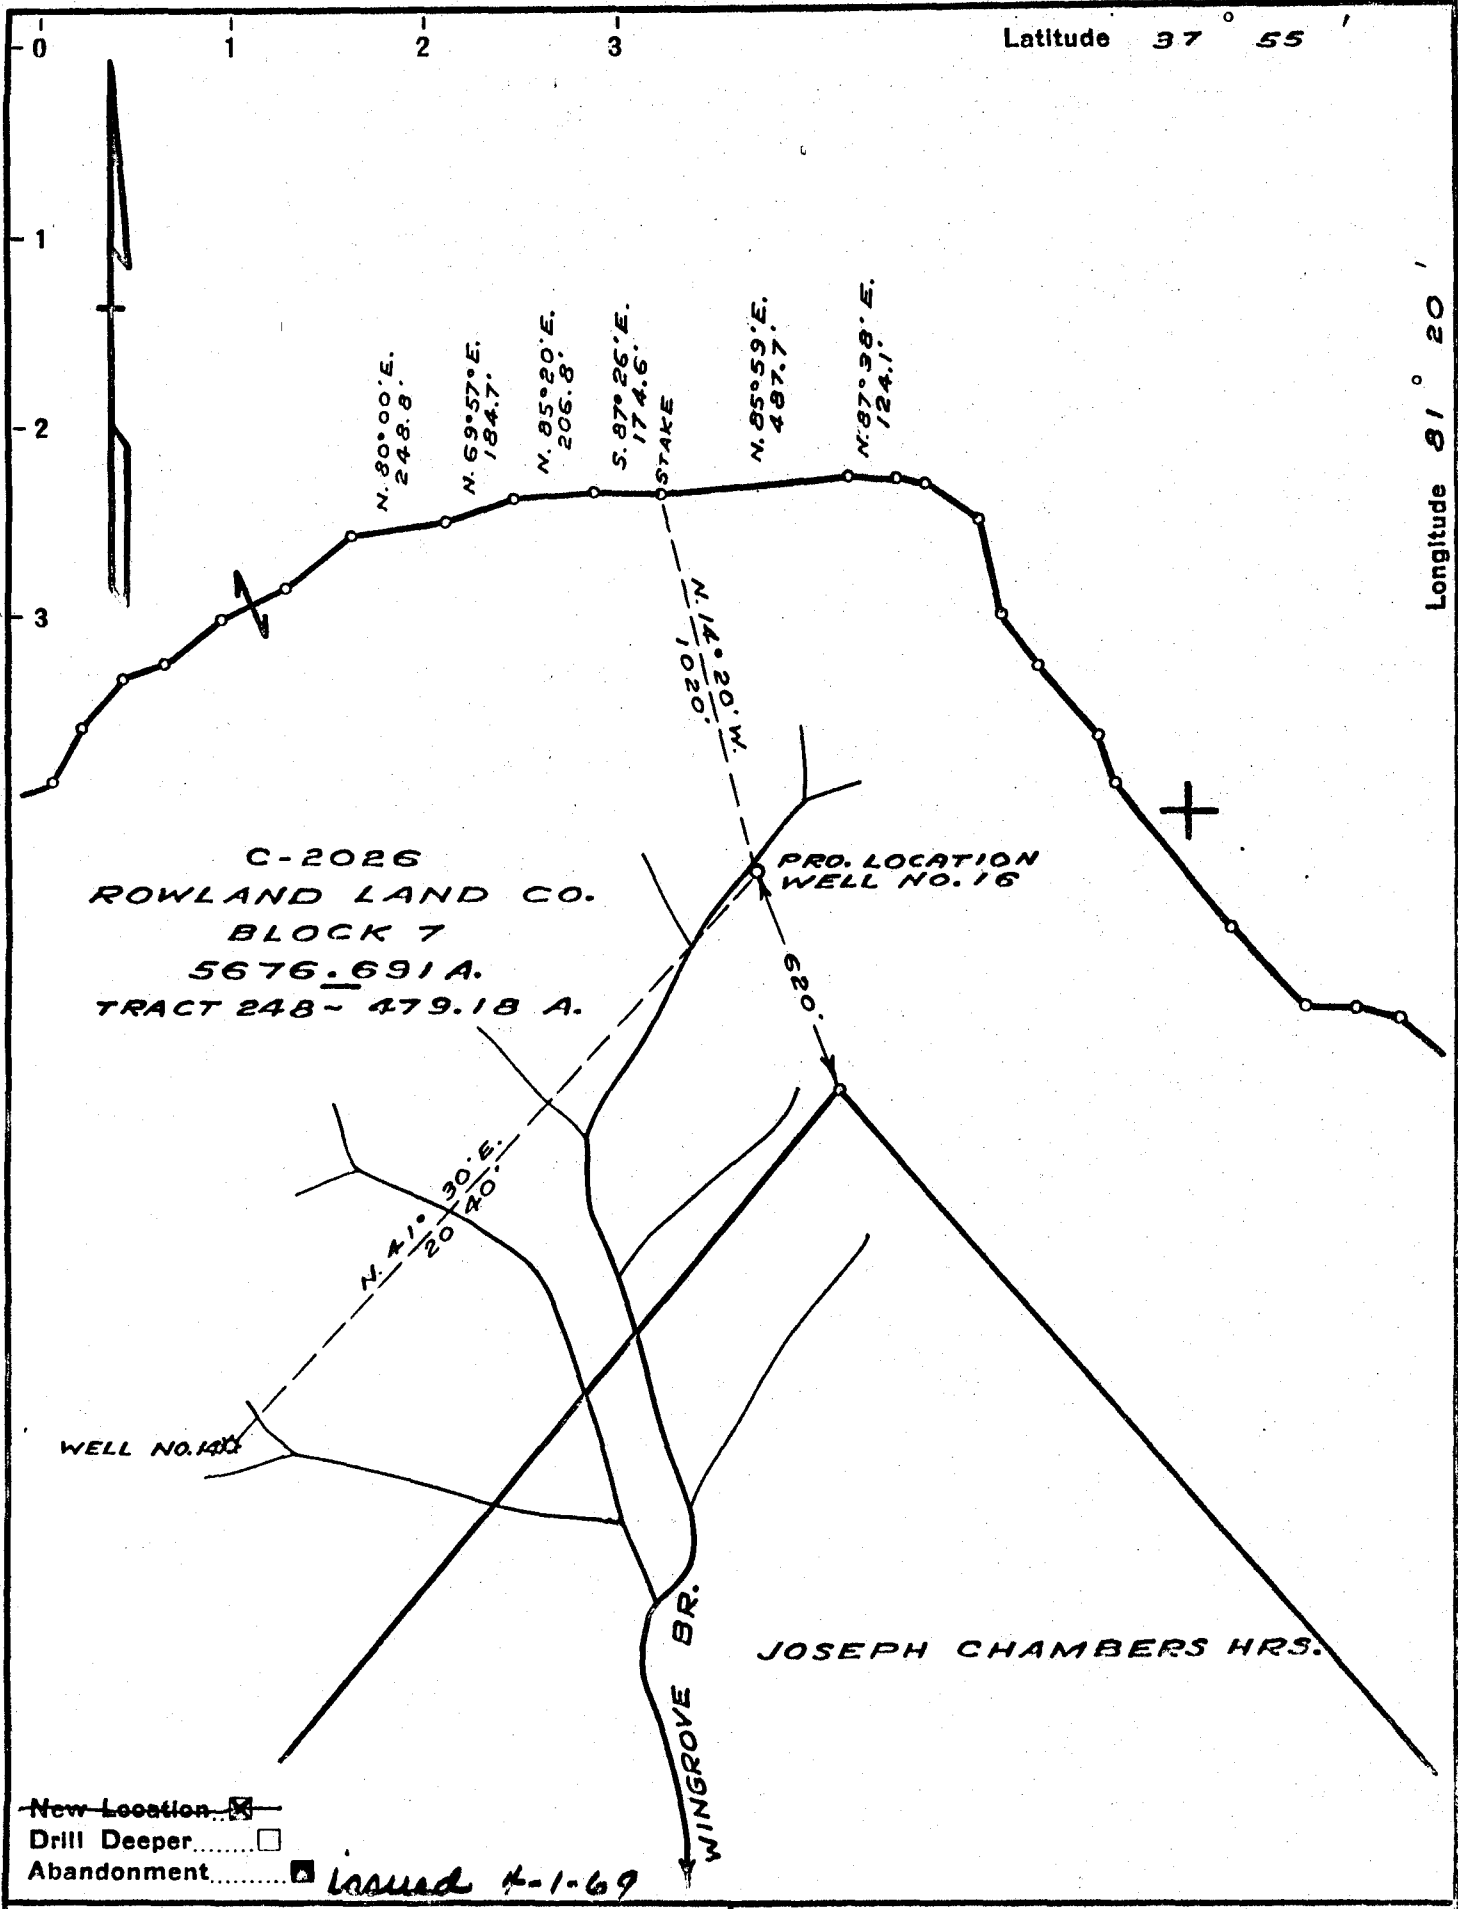 0 1 2 3
Latitude 37° 55'
1
2
3
Longitude 81° 20'
N. 80°00'E.
248.8'
N. 69°57'E.
184.7'
N. 85°20'E.
206.8'
S. 87°26'E.
174.6'
STAKE
N. 85°59'E.
487.7'
N. 87°38'E.
124.1'
N. 14°20'W.
1020'
C-2026
ROWLAND LAND CO.
BLOCK 7
5676.691A.
TRACT 248~ 479.18 A.
PRO. LOCATION
WELL NO. 16
620'
N. 41° 30'E.
2040'
WELL NO. 14
JOSEPH CHAMBERS HRS.
WINGROVE BR.
New Location
Drill Deeper
Abandonment
issued 4-1-69